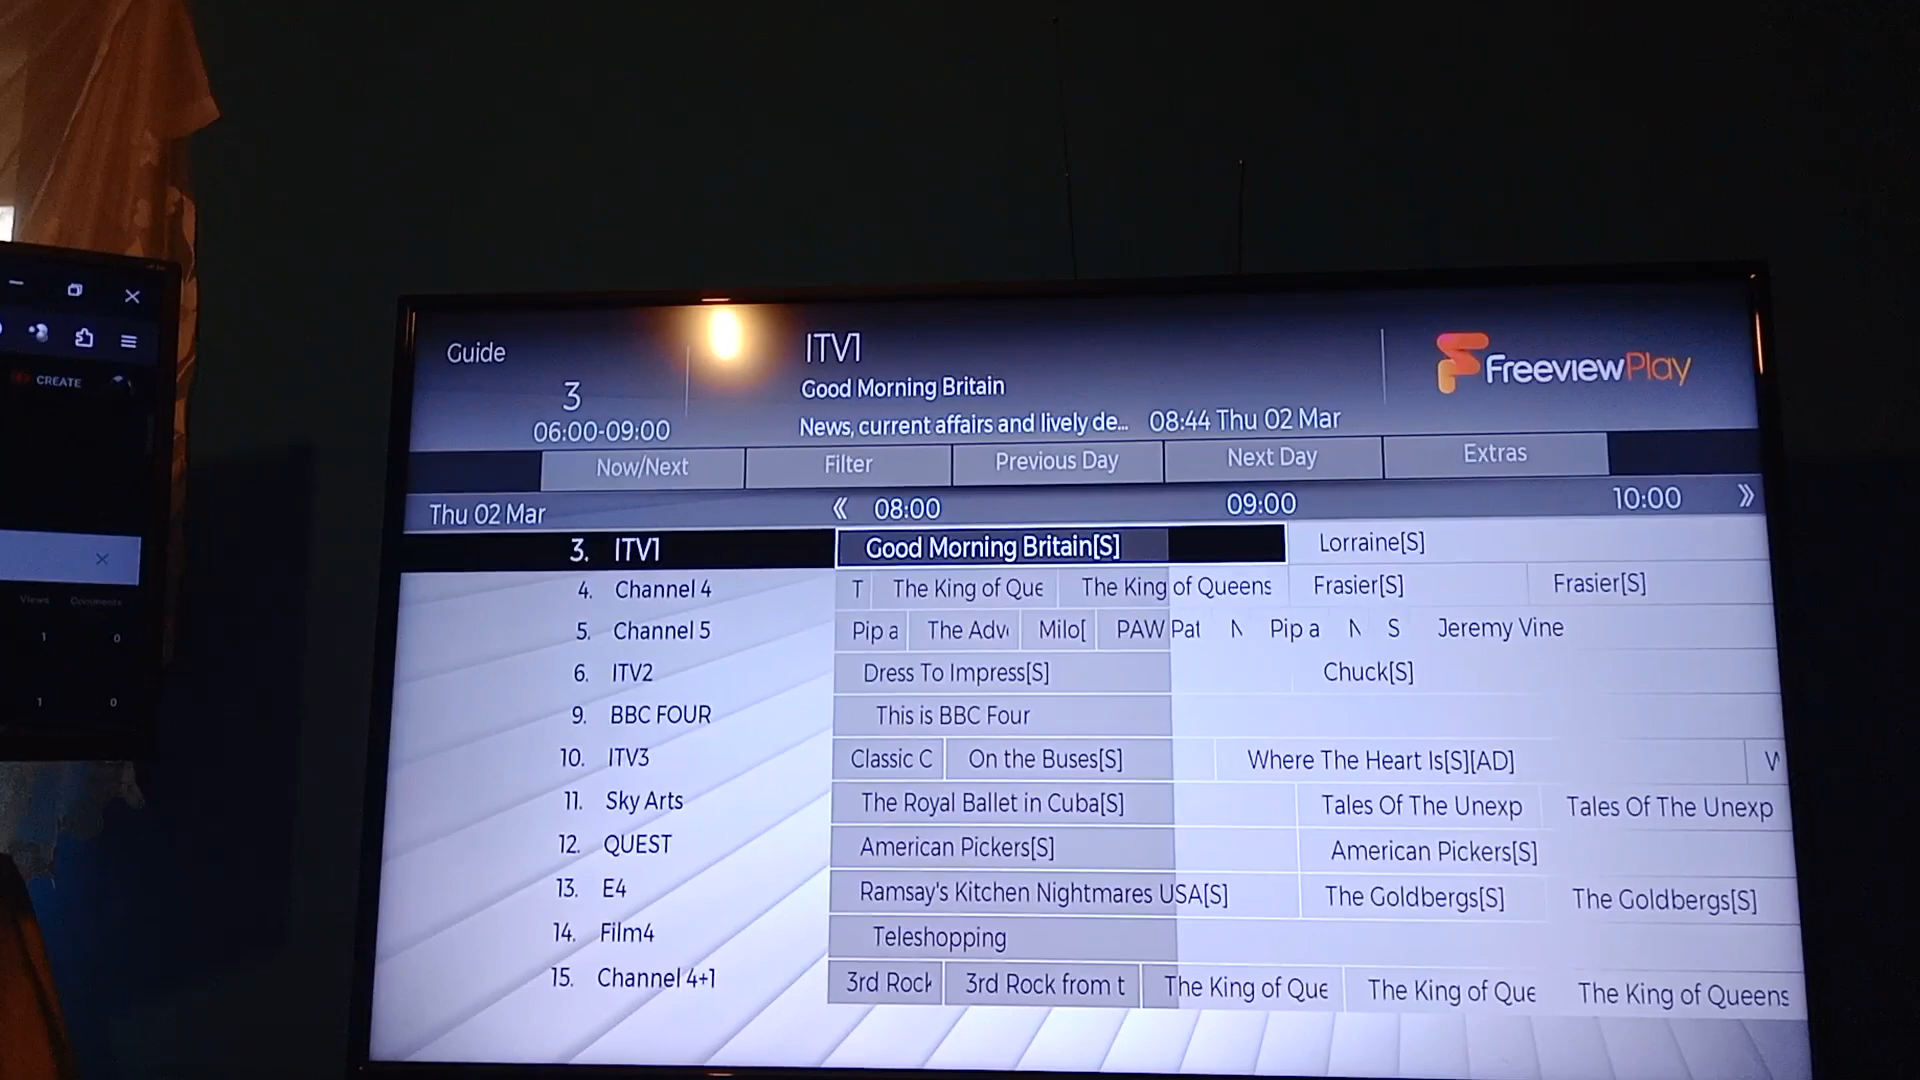 CREATE
Views Comments
1 0
1 0
Guide
3
06:00-09:00
ITV1
Good Morning Britain
News, current affairs and lively de... 08:44 Thu 02 Mar
FreeviewPlay
Now/Next Filter Previous Day Next Day Extras
Thu 02 Mar « 08:00 09:00 10:00 »
3. ITV1 Good Morning Britain[S] Lorraine[S]
4. Channel 4 T The King of Que The King of Queens Frasier[S] Frasier[S]
5. Channel 5 Pip a The Adv Milo[ PAW Pat N Pip a N S Jeremy Vine
6. ITV2 Dress To Impress[S] Chuck[S]
9. BBC FOUR This is BBC Four
10. ITV3 Classic C On the Buses[S] Where The Heart Is[S][AD]
11. Sky Arts The Royal Ballet in Cuba[S] Tales Of The Unexp Tales Of The Unexp
12. QUEST American Pickers[S] American Pickers[S]
13. E4 Ramsay's Kitchen Nightmares USA[S] The Goldbergs[S] The Goldbergs[S]
14. Film4 Teleshopping
15. Channel 4+1 3rd Rock 3rd Rock from t The King of Que The King of Que The King of Queens